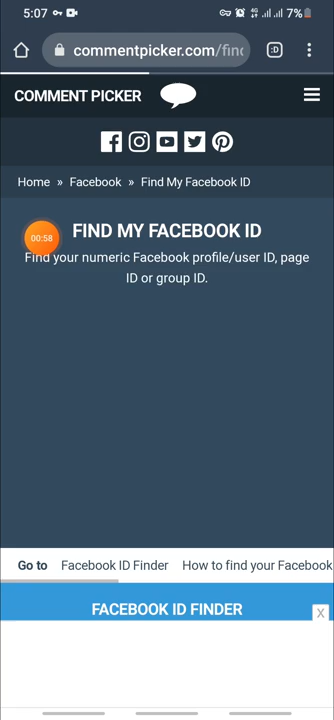 5:07 4G 7%
commentpicker.com/find :D
COMMENT PICKER
Home » Facebook » Find My Facebook ID
00:58
FIND MY FACEBOOK ID
Find your numeric Facebook profile/user ID, page
ID or group ID.
Go to Facebook ID Finder How to find your Facebook
FACEBOOK ID FINDER
X